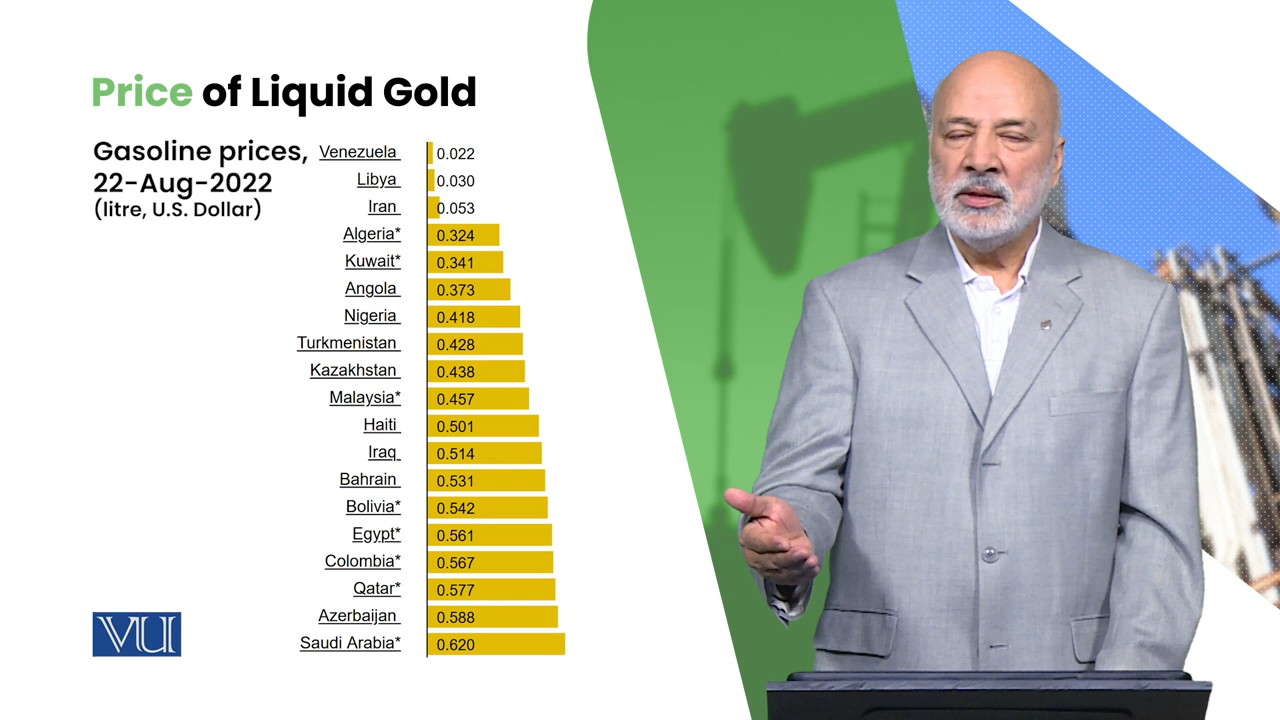 Price of Liquid Gold
Gasoline prices,
22-Aug-2022
(litre, U.S. Dollar)
Venezuela 0.022
Libya 0.030
Iran 0.053
Algeria* 0.324
Kuwait* 0.341
Angola 0.373
Nigeria 0.418
Turkmenistan 0.428
Kazakhstan 0.438
Malaysia* 0.457
Haiti 0.501
Iraq 0.514
Bahrain 0.531
Bolivia* 0.542
Egypt* 0.561
Colombia* 0.567
Qatar* 0.577
Azerbaijan 0.588
Saudi Arabia* 0.620
VU